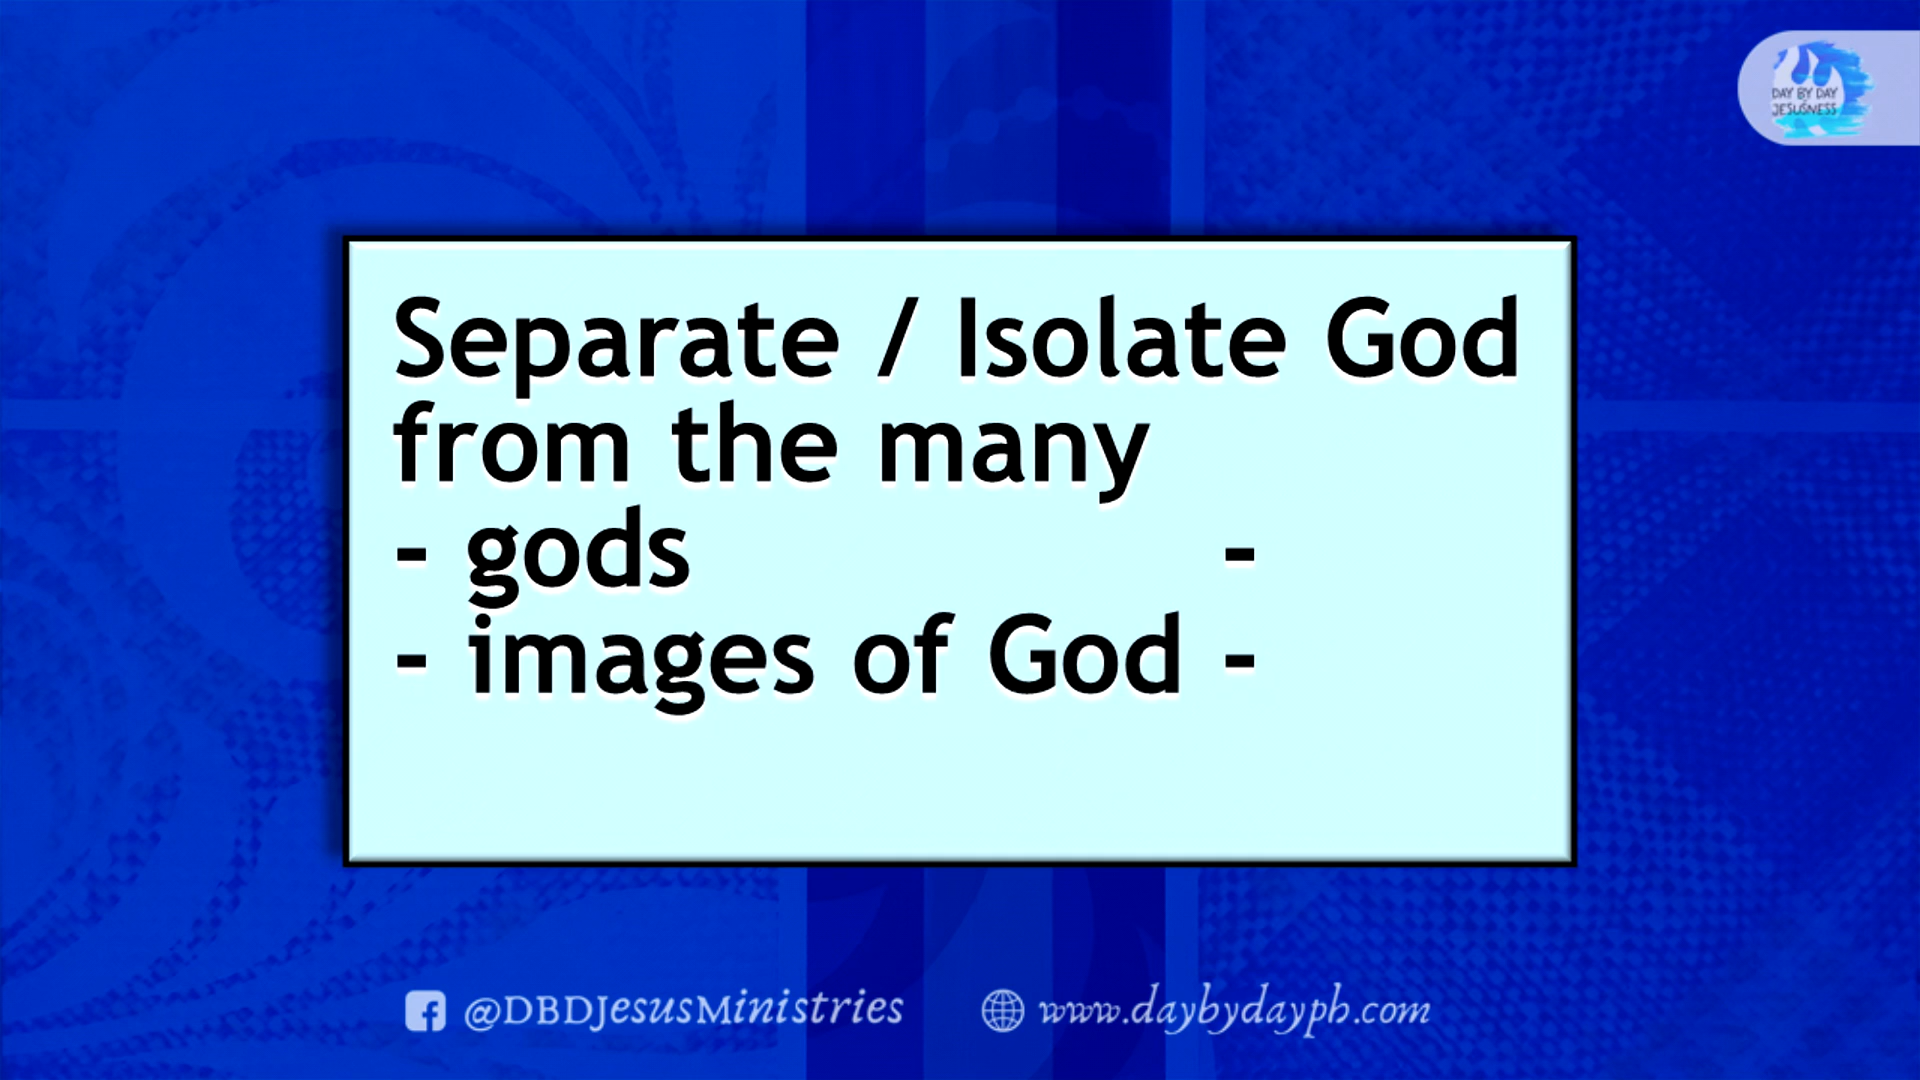 DAY BY DAY
JESUSNESS
Separate / Isolate God
from the many
- gods -
- images of God -
@DBDJesusMinistries
www.daybydayph.com